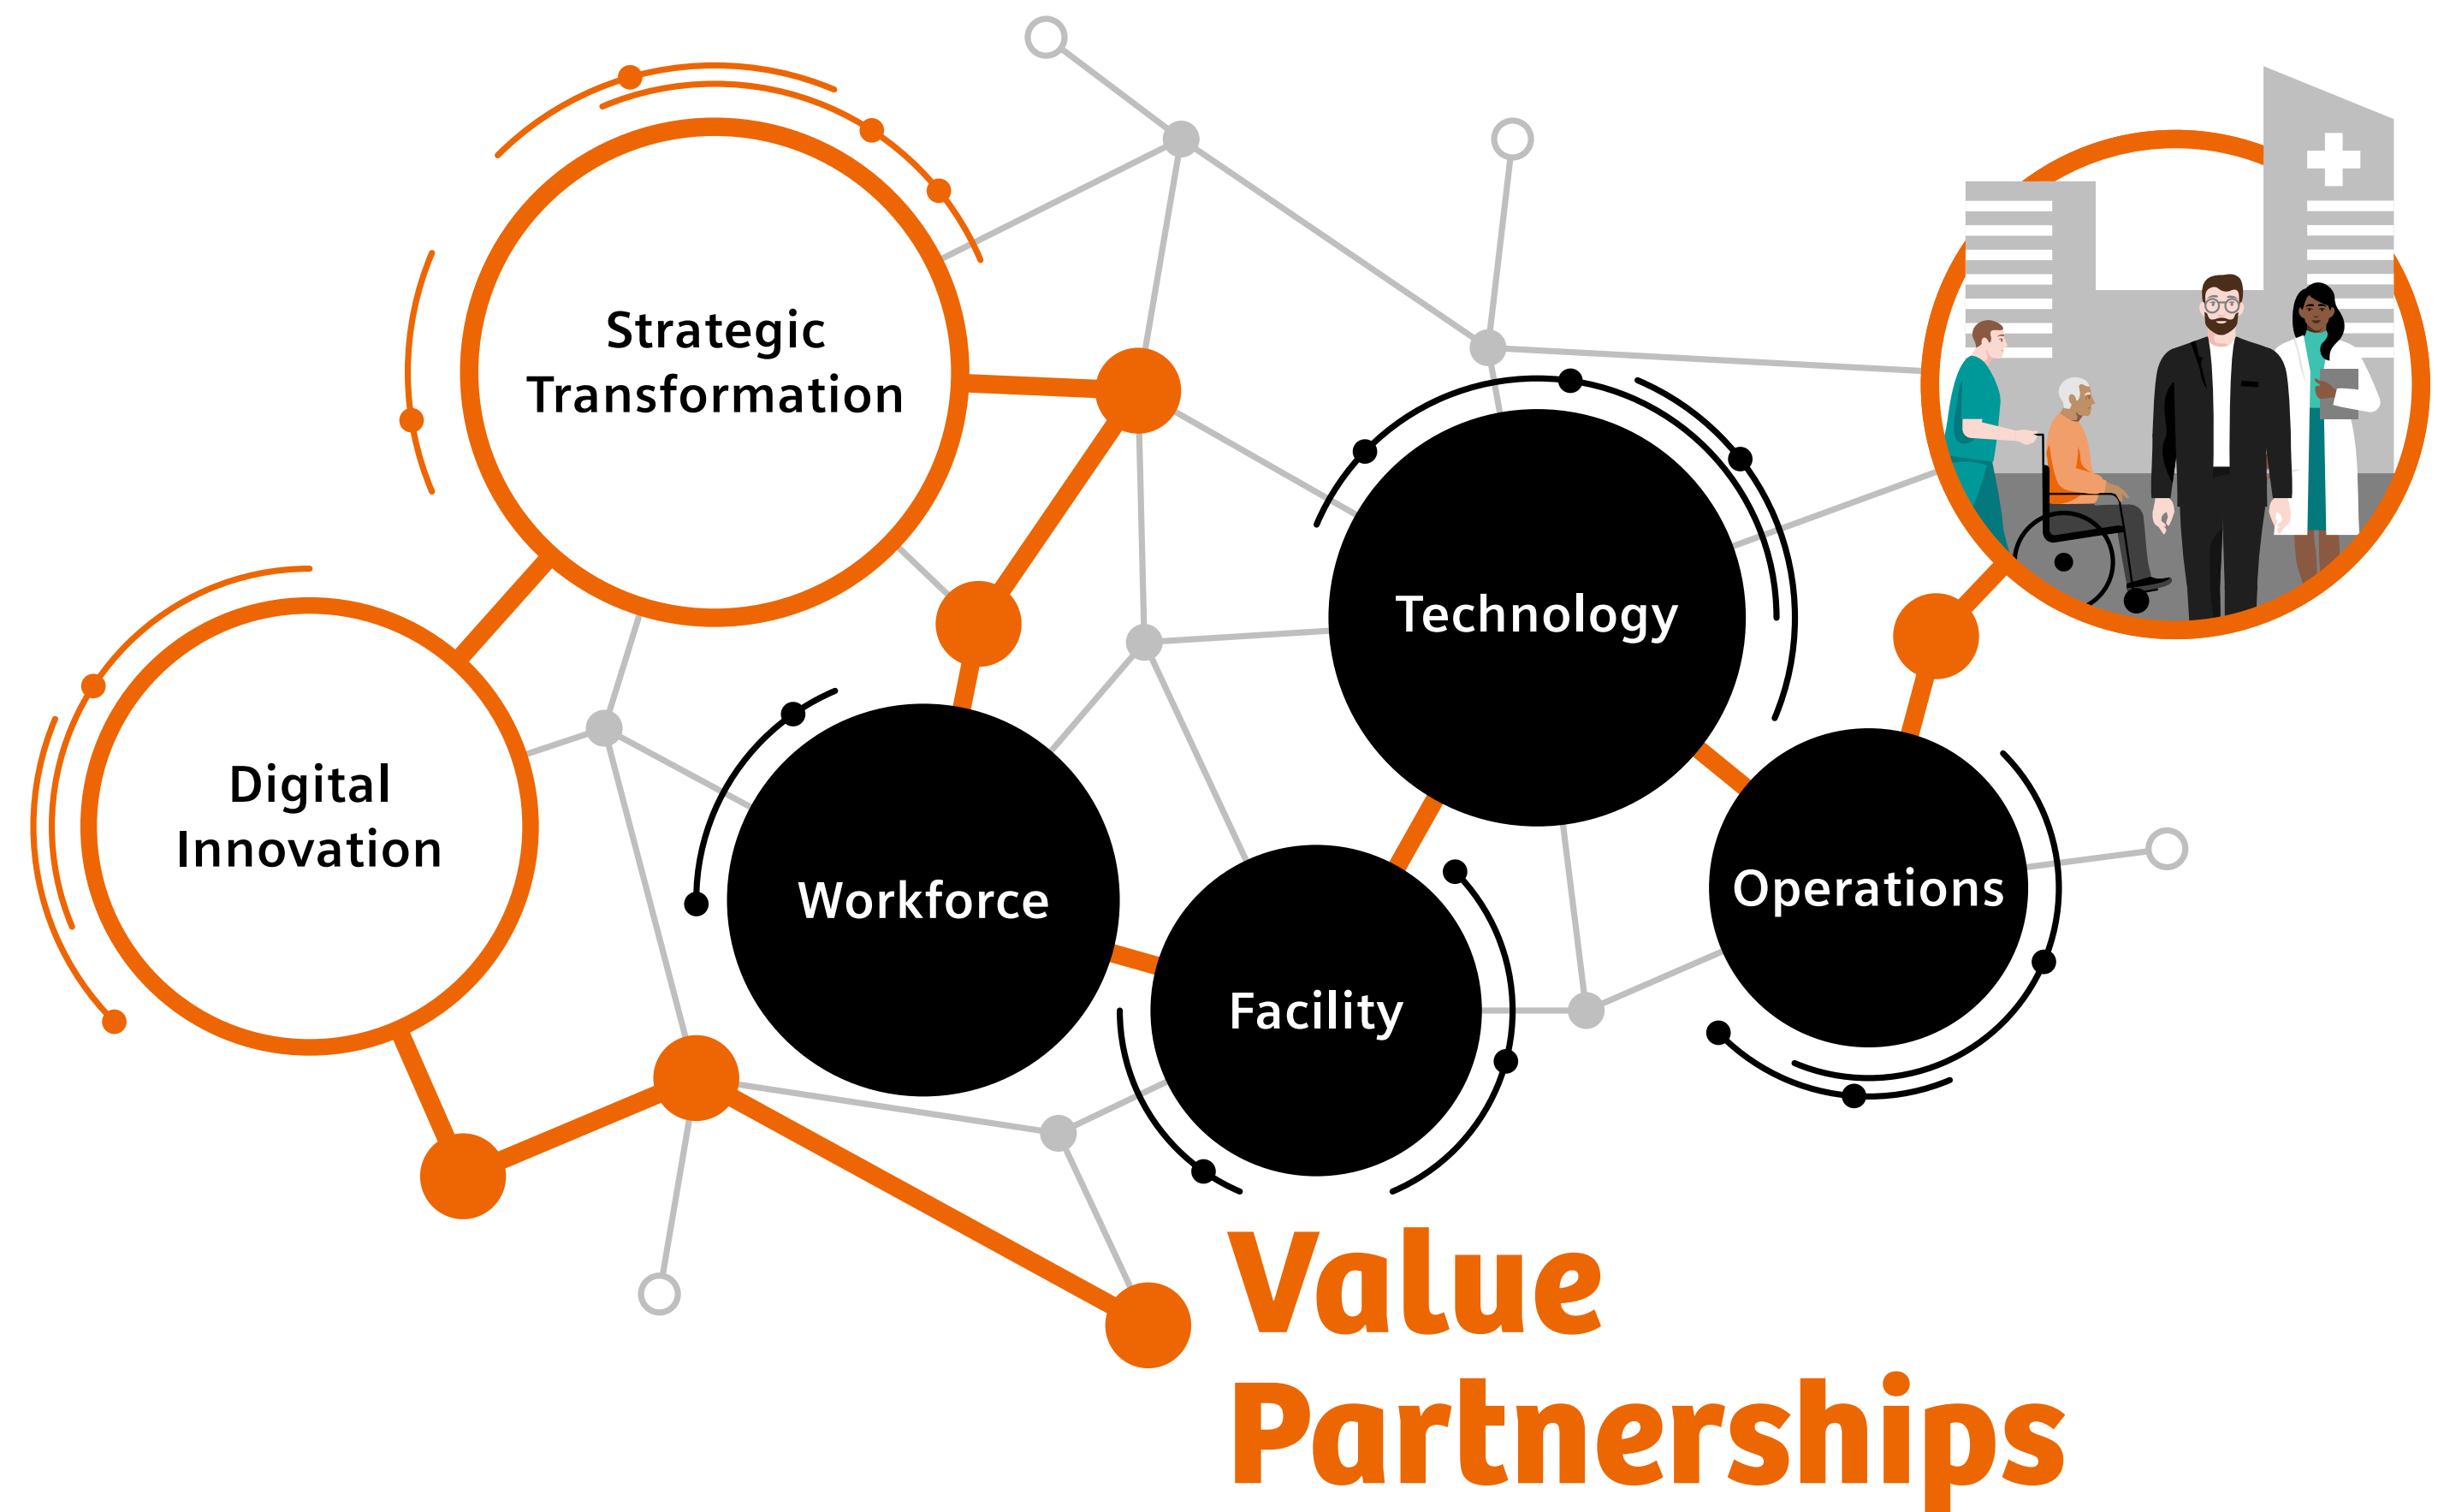 Strategic
Transformation
Digital
Innovation
Workforce
Facility
Technology
Operations
Value
Partnerships